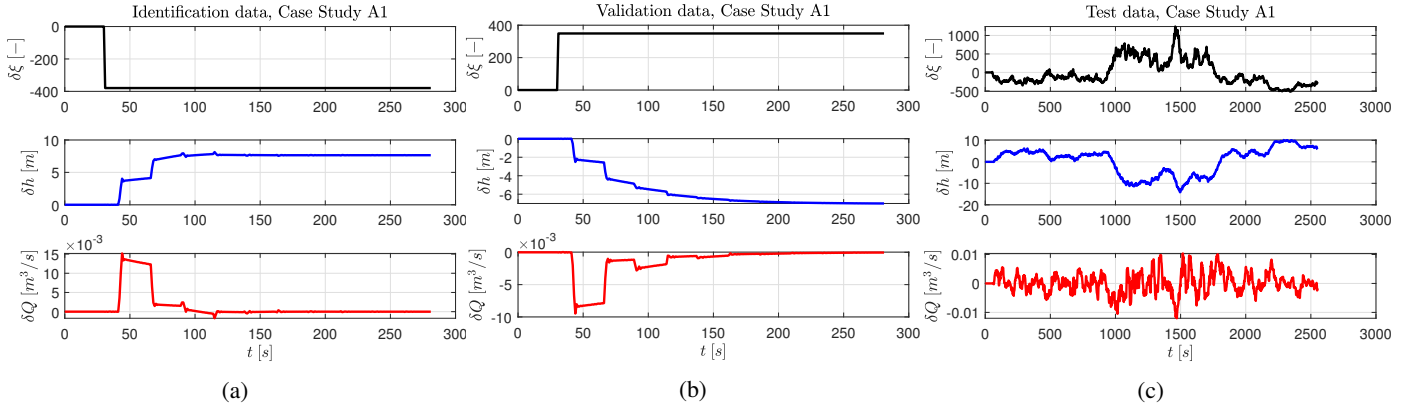 Identification data, Case Study A1
0
-200
-400
δξ [−]
0 50 100 150 200 250 300
10
5
0
δh [m]
0 50 100 150 200 250 300
×10⁻³
15
10
5
0
δQ [m³/s]
0 50 100 150 200 250 300
t [s]
(a)
Validation data, Case Study A1
400
200
0
δξ [−]
0 50 100 150 200 250 300
0
-2
-4
-6
δh [m]
0 50 100 150 200 250 300
×10⁻³
0
-5
-10
δQ [m³/s]
0 50 100 150 200 250 300
t [s]
(b)
Test data, Case Study A1
1000
500
0
-500
δξ [−]
0 500 1000 1500 2000 2500 3000
10
0
-10
-20
δh [m]
0 500 1000 1500 2000 2500 3000
0.01
0
-0.01
δQ [m³/s]
0 500 1000 1500 2000 2500 3000
t [s]
(c)